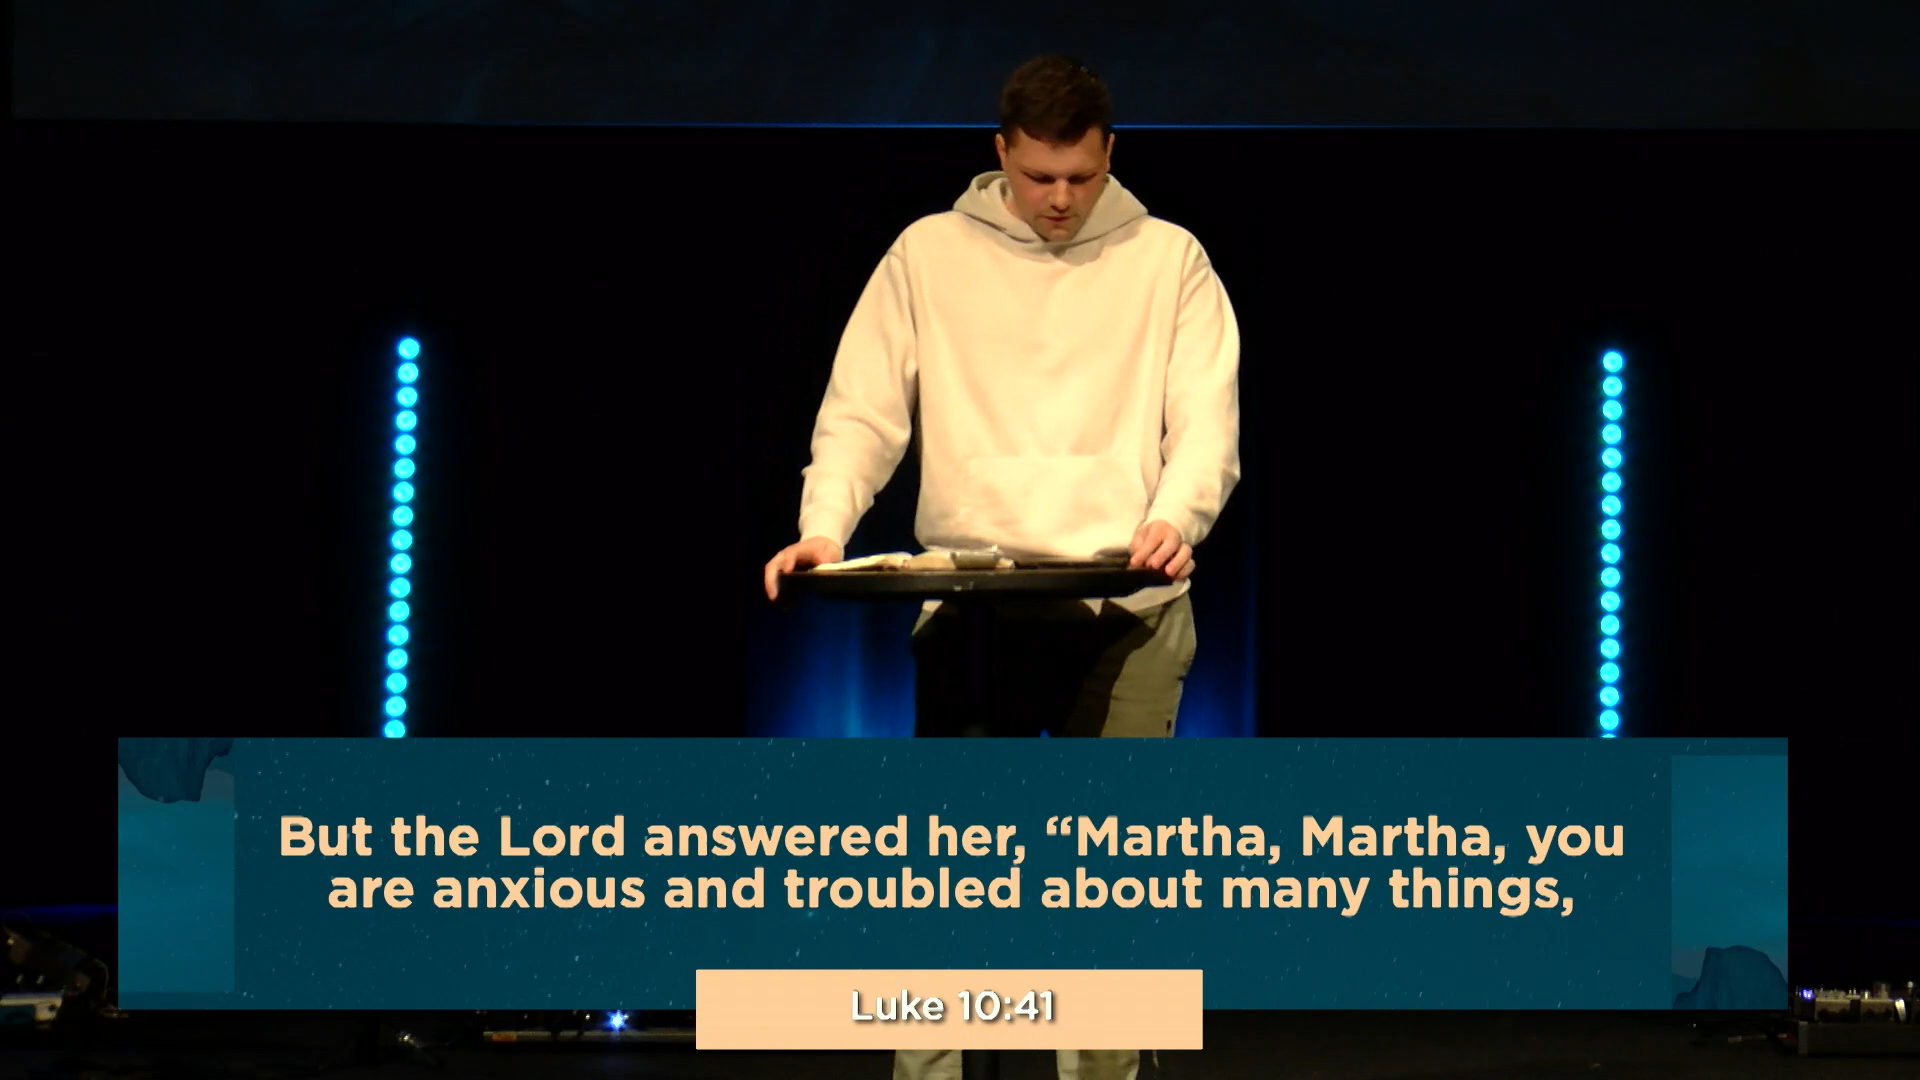 But the Lord answered her, “Martha, Martha, you
are anxious and troubled about many things,
Luke 10:41